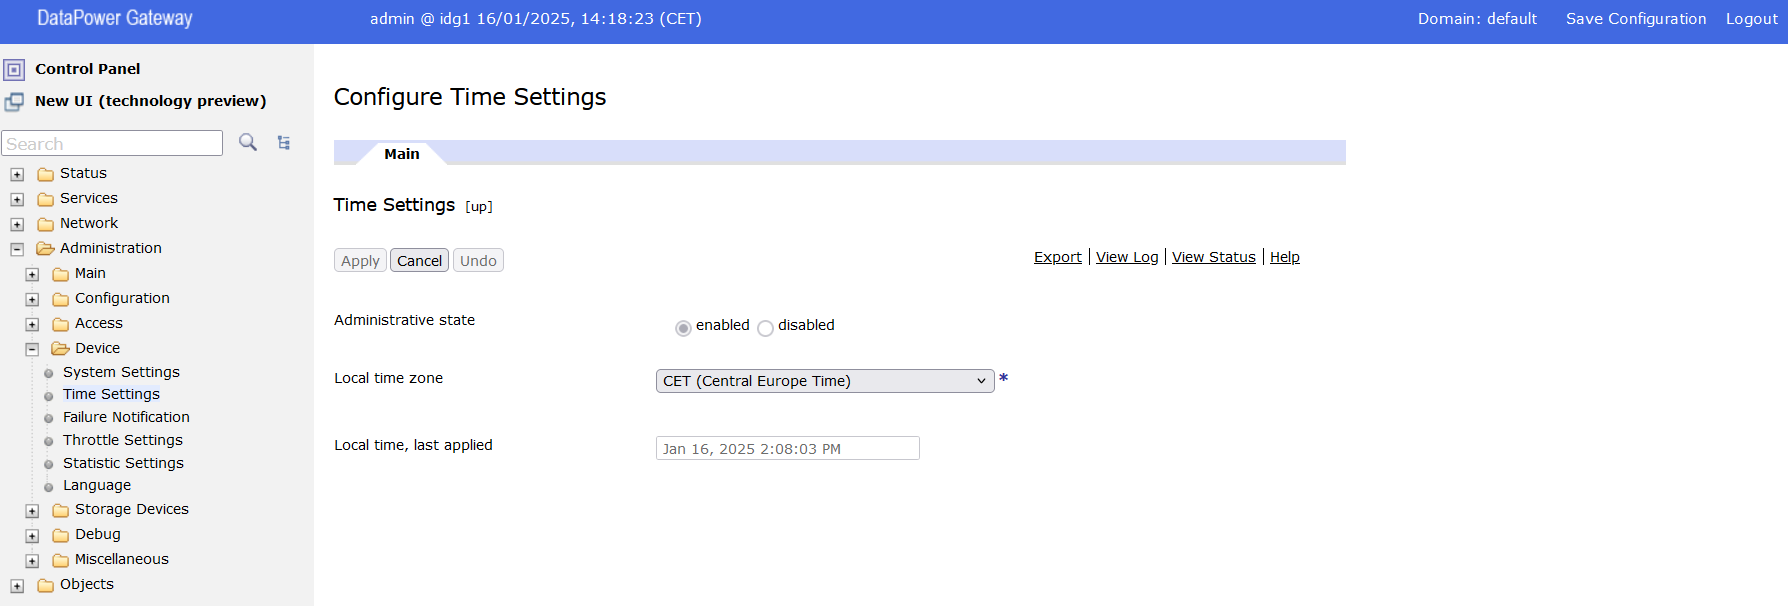 DataPower Gateway
admin @ idg1 16/01/2025, 14:18:23 (CET)
Domain: default
Save Configuration
Logout
Control Panel
New UI (technology preview)
Search
Status
Services
Network
Administration
Main
Configuration
Access
Device
System Settings
Time Settings
Failure Notification
Throttle Settings
Statistic Settings
Language
Storage Devices
Debug
Miscellaneous
Objects
Configure Time Settings
Main
Time Settings [up]
Apply Cancel Undo
Export | View Log | View Status | Help
Administrative state enabled disabled
Local time zone CET (Central Europe Time) *
Local time, last applied Jan 16, 2025 2:08:03 PM